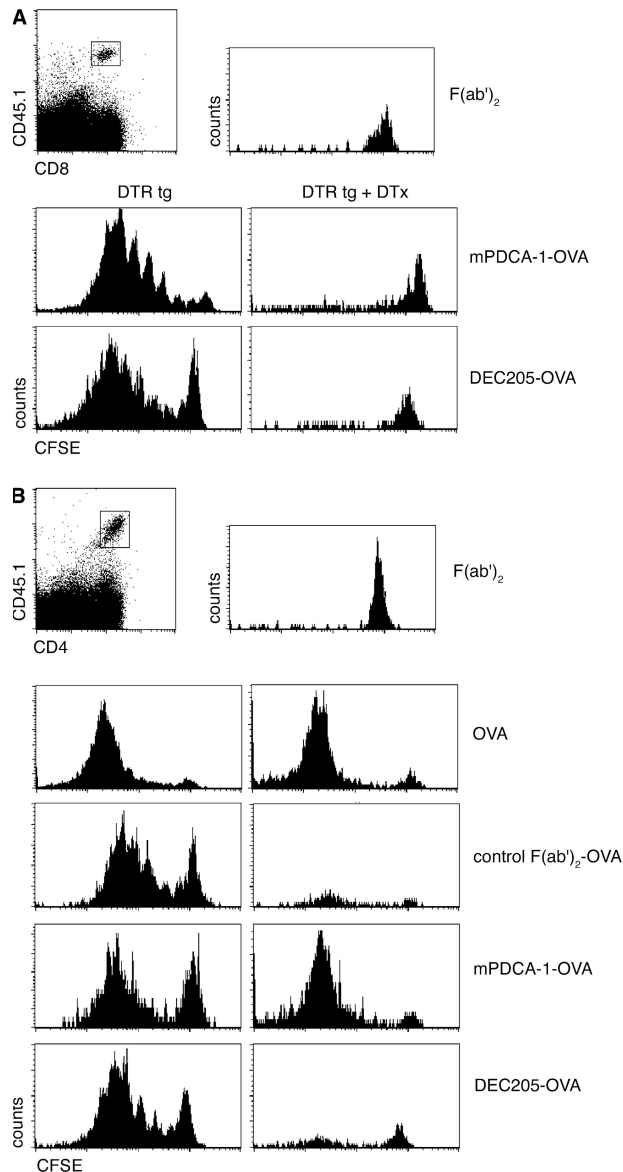 A
CD45.1
CD8
counts
F(ab')2
DTR tg
DTR tg + DTx
mPDCA-1-OVA
counts
DEC205-OVA
CFSE
B
CD45.1
CD4
counts
F(ab')2
OVA
control F(ab')2-OVA
mPDCA-1-OVA
counts
DEC205-OVA
CFSE